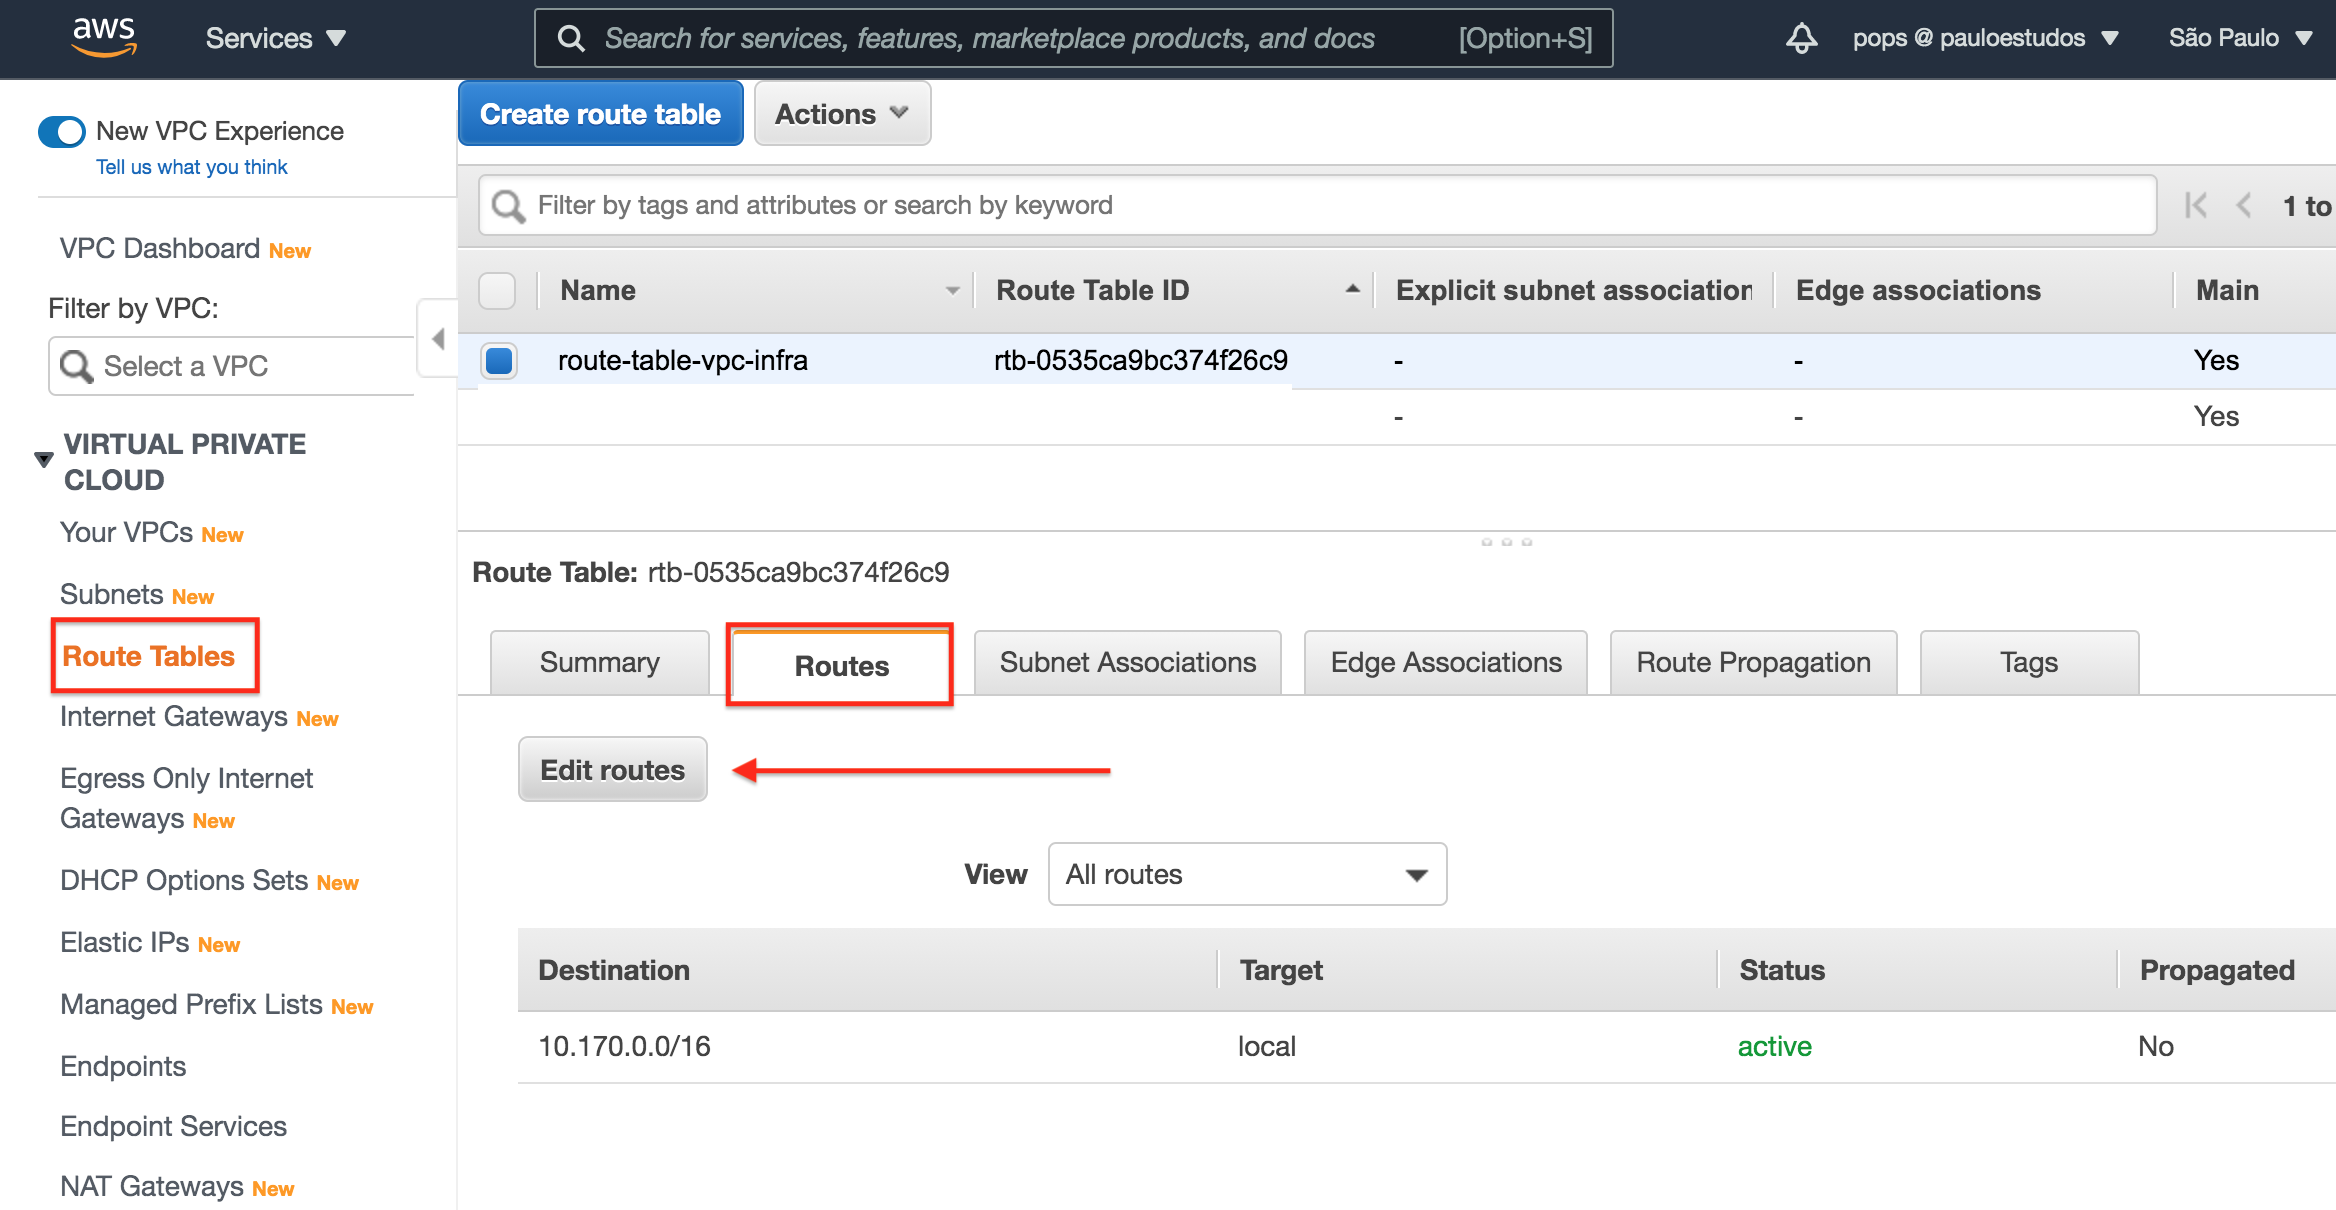 aws
Services
Search for services, features, marketplace products, and docs
[Option+S]
pops @ pauloestudos
São Paulo
New VPC Experience
Tell us what you think
VPC Dashboard New
Filter by VPC:
Select a VPC
VIRTUAL PRIVATE
CLOUD
Your VPCs New
Subnets New
Route Tables
Internet Gateways New
Egress Only Internet
Gateways New
DHCP Options Sets New
Elastic IPs New
Managed Prefix Lists New
Endpoints
Endpoint Services
NAT Gateways New
Create route table
Actions
Filter by tags and attributes or search by keyword
1 to
Name Route Table ID Explicit subnet association Edge associations Main
route-table-vpc-infra rtb-0535ca9bc374f26c9 - - Yes
- - Yes
Route Table: rtb-0535ca9bc374f26c9
Summary Routes Subnet Associations Edge Associations Route Propagation Tags
Edit routes
View All routes
Destination Target Status Propagated
10.170.0.0/16 local active No